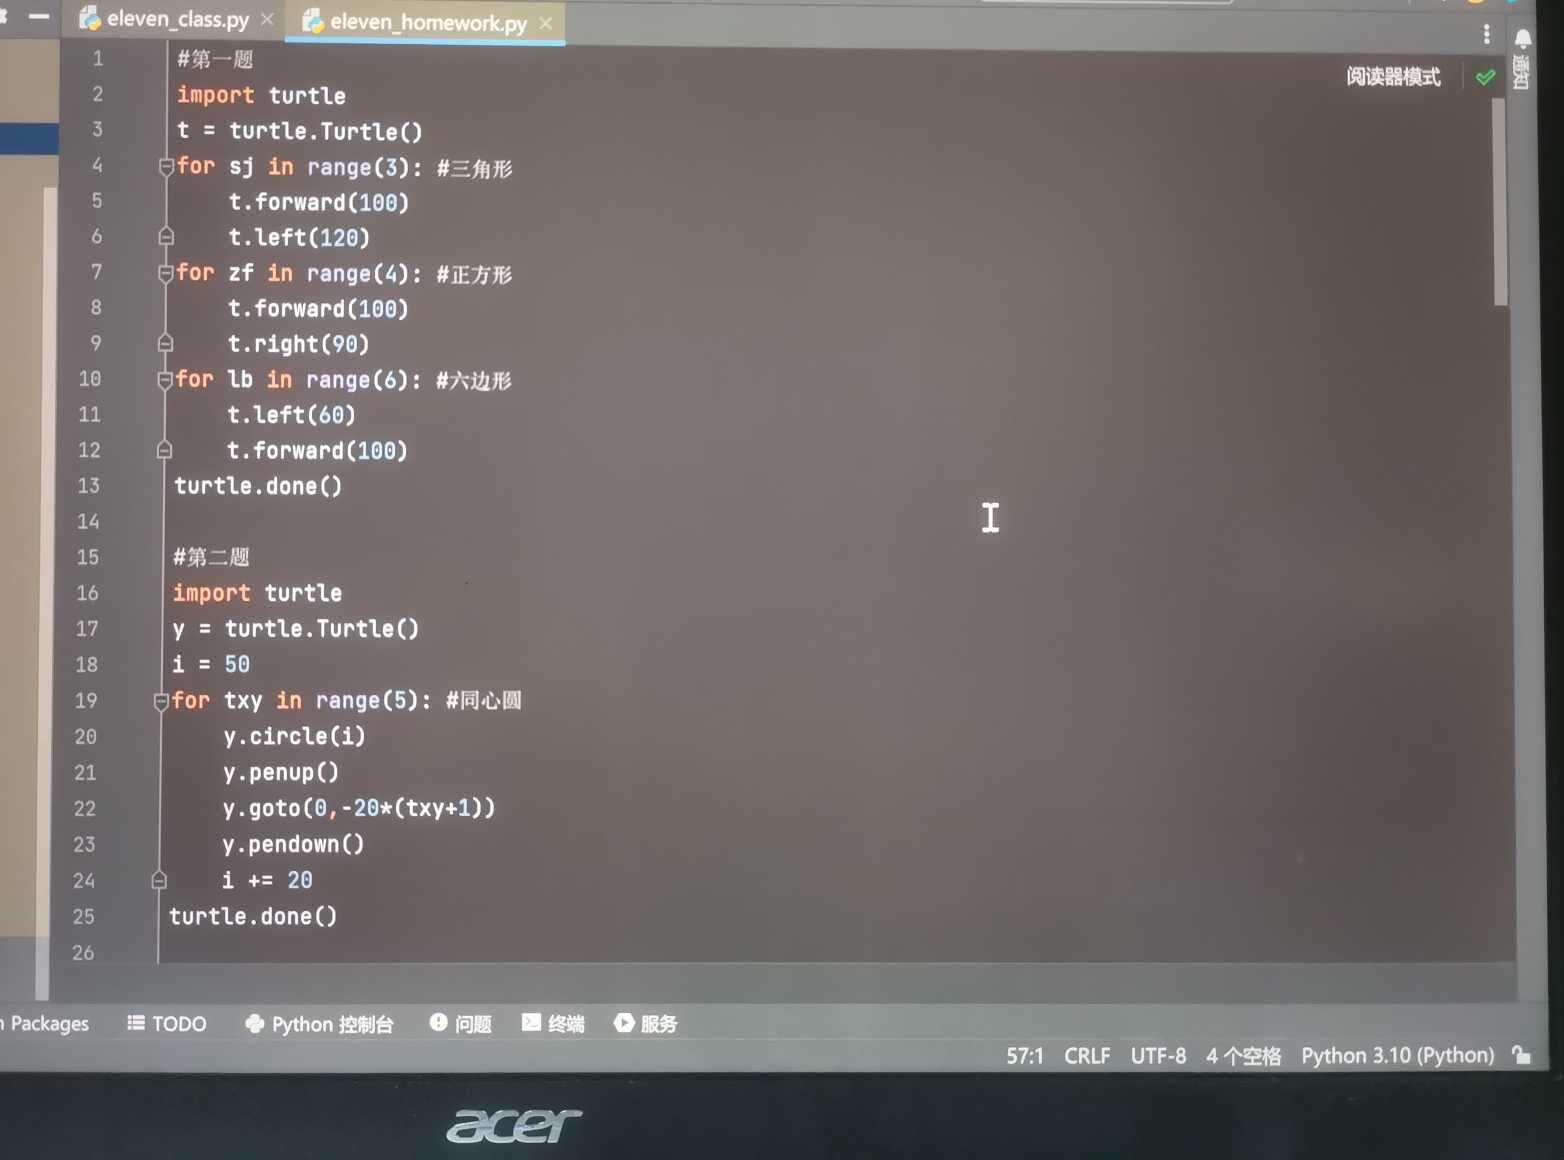 eleven_class.py
eleven_homework.py
阅读器模式
通知
1 #第一题
2 import turtle
3 t = turtle.Turtle()
4 for sj in range(3): #三角形
5 t.forward(100)
6 t.left(120)
7 for zf in range(4): #正方形
8 t.forward(100)
9 t.right(90)
10 for lb in range(6): #六边形
11 t.left(60)
12 t.forward(100)
13 turtle.done()
14
15 #第二题
16 import turtle
17 y = turtle.Turtle()
18 i = 50
19 for txy in range(5): #同心圆
20 y.circle(i)
21 y.penup()
22 y.goto(0,-20*(txy+1))
23 y.pendown()
24 i += 20
25 turtle.done()
26
n Packages TODO Python 控制台 问题 终端 服务
57:1 CRLF UTF-8 4 个空格 Python 3.10 (Python)
acer